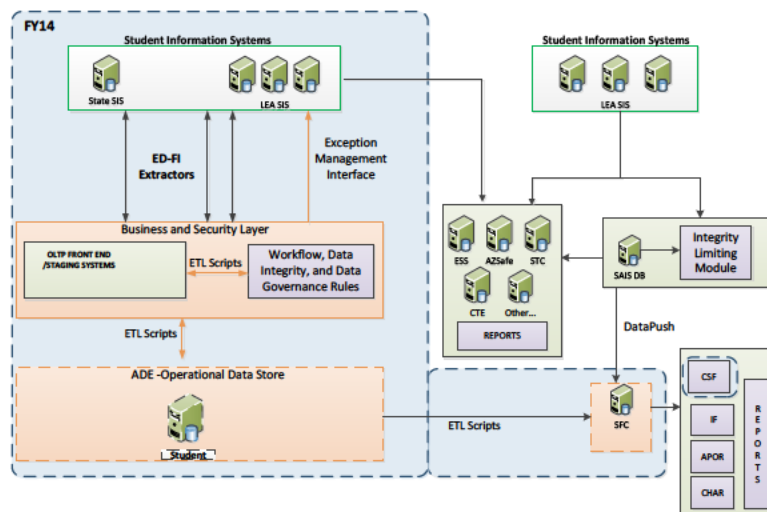 FY14
Student Information Systems
State SIS
LEA SIS
Student Information Systems
LEA SIS
ED-FI
Extractors
Exception
Management
Interface
Business and Security Layer
OLTP FRONT END
/STAGING SYSTEMS
ETL Scripts
Workflow, Data
Integrity, and Data
Governance Rules
ESS
AZSafe
STC
CTE
Other...
REPORTS
SAIS DB
Integrity
Limiting
Module
DataPush
ETL Scripts
ADE -Operational Data Store
Student
ETL Scripts
SFC
CSF
IF
APOR
CHAR
REPORTS